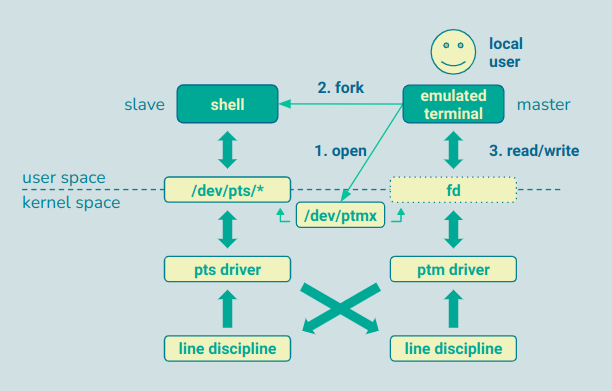 local
user
2. fork
slave
shell
emulated
terminal
master
1. open
3. read/write
user space
/dev/pts/*
fd
kernel space
/dev/ptmx
pts driver
ptm driver
line discipline
line discipline